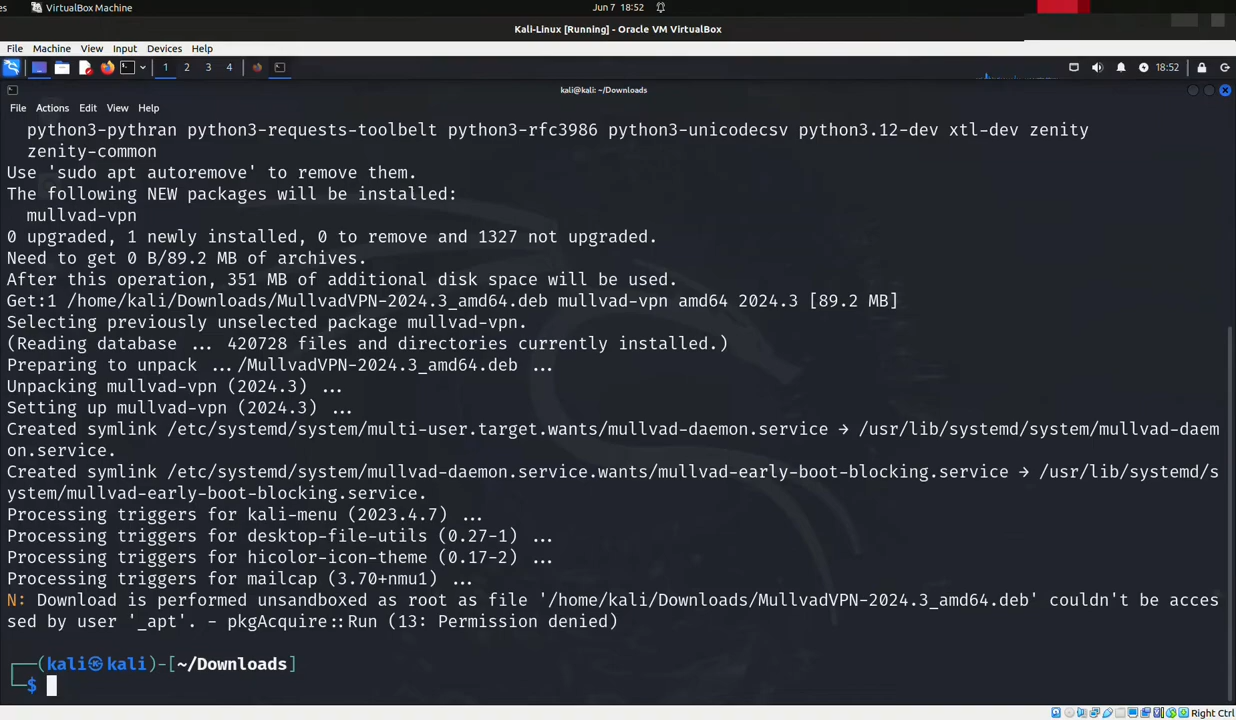 es VirtualBox Machine Jun 7 18:52
Kali-Linux [Running] - Oracle VM VirtualBox
File Machine View Input Devices Help
1 2 3 4 18:52
kali@kali: ~/Downloads
File Actions Edit View Help
python3-pythran python3-requests-toolbelt python3-rfc3986 python3-unicodecsv python3.12-dev xtl-dev zenity
zenity-common
Use 'sudo apt autoremove' to remove them.
The following NEW packages will be installed:
mullvad-vpn
0 upgraded, 1 newly installed, 0 to remove and 1327 not upgraded.
Need to get 0 B/89.2 MB of archives.
After this operation, 351 MB of additional disk space will be used.
Get:1 /home/kali/Downloads/MullvadVPN-2024.3_amd64.deb mullvad-vpn amd64 2024.3 [89.2 MB]
Selecting previously unselected package mullvad-vpn.
(Reading database ... 420728 files and directories currently installed.)
Preparing to unpack .../MullvadVPN-2024.3_amd64.deb ...
Unpacking mullvad-vpn (2024.3) ...
Setting up mullvad-vpn (2024.3) ...
Created symlink /etc/systemd/system/multi-user.target.wants/mullvad-daemon.service → /usr/lib/systemd/system/mullvad-daem
on.service.
Created symlink /etc/systemd/system/mullvad-daemon.service.wants/mullvad-early-boot-blocking.service → /usr/lib/systemd/s
ystem/mullvad-early-boot-blocking.service.
Processing triggers for kali-menu (2023.4.7) ...
Processing triggers for desktop-file-utils (0.27-1) ...
Processing triggers for hicolor-icon-theme (0.17-2) ...
Processing triggers for mailcap (3.70+nmu1) ...
N: Download is performed unsandboxed as root as file '/home/kali/Downloads/MullvadVPN-2024.3_amd64.deb' couldn't be acces
sed by user '_apt'. - pkgAcquire::Run (13: Permission denied)
┌──(kali㉿kali)-[~/Downloads]
└─$
Right Ctrl